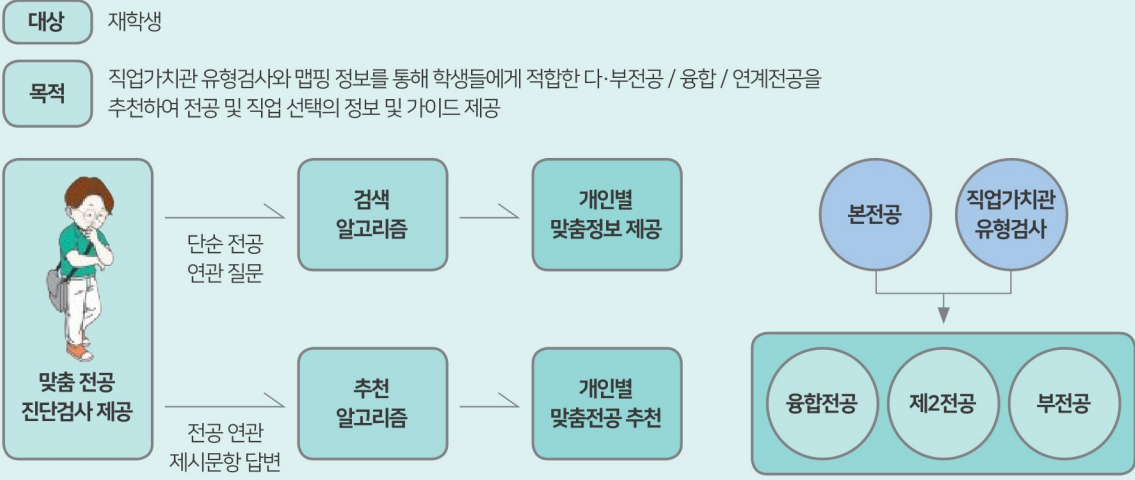 대상
재학생
목적
직업가치관 유형검사와 맵핑 정보를 통해 학생들에게 적합한 다·부전공 / 융합 / 연계전공을
추천하여 전공 및 직업 선택의 정보 및 가이드 제공
맞춤 전공
진단검사 제공
단순 전공
연관 질문
검색
알고리즘
개인별
맞춤정보 제공
전공 연관
제시문항 답변
추천
알고리즘
개인별
맞춤전공 추천
본전공
직업가치관
유형검사
융합전공
제2전공
부전공